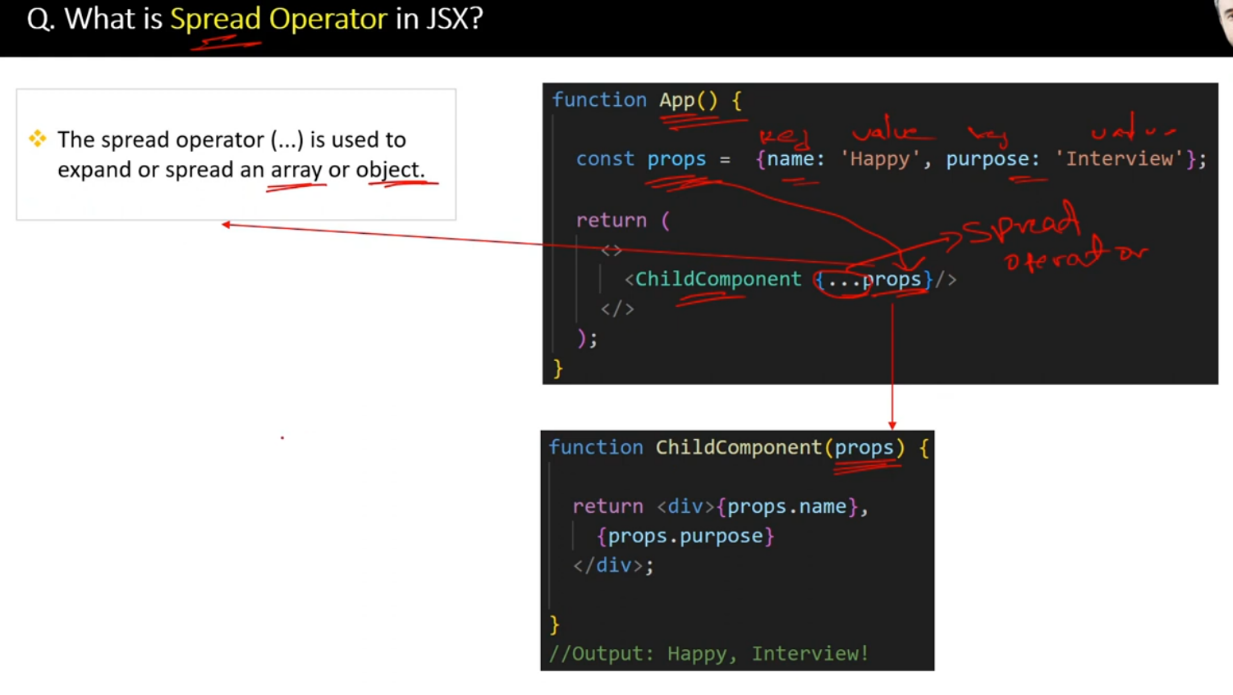 Q. What is Spread Operator in JSX?
The spread operator (...) is used to
expand or spread an array or object.
function App() {
key value key value
const props = {name: 'Happy', purpose: 'Interview'};
return (
<>
<ChildComponent {...props}/>
</>
);
}
spread
operator
function ChildComponent(props) {
return <div>{props.name},
{props.purpose}
</div>;
}
//Output: Happy, Interview!